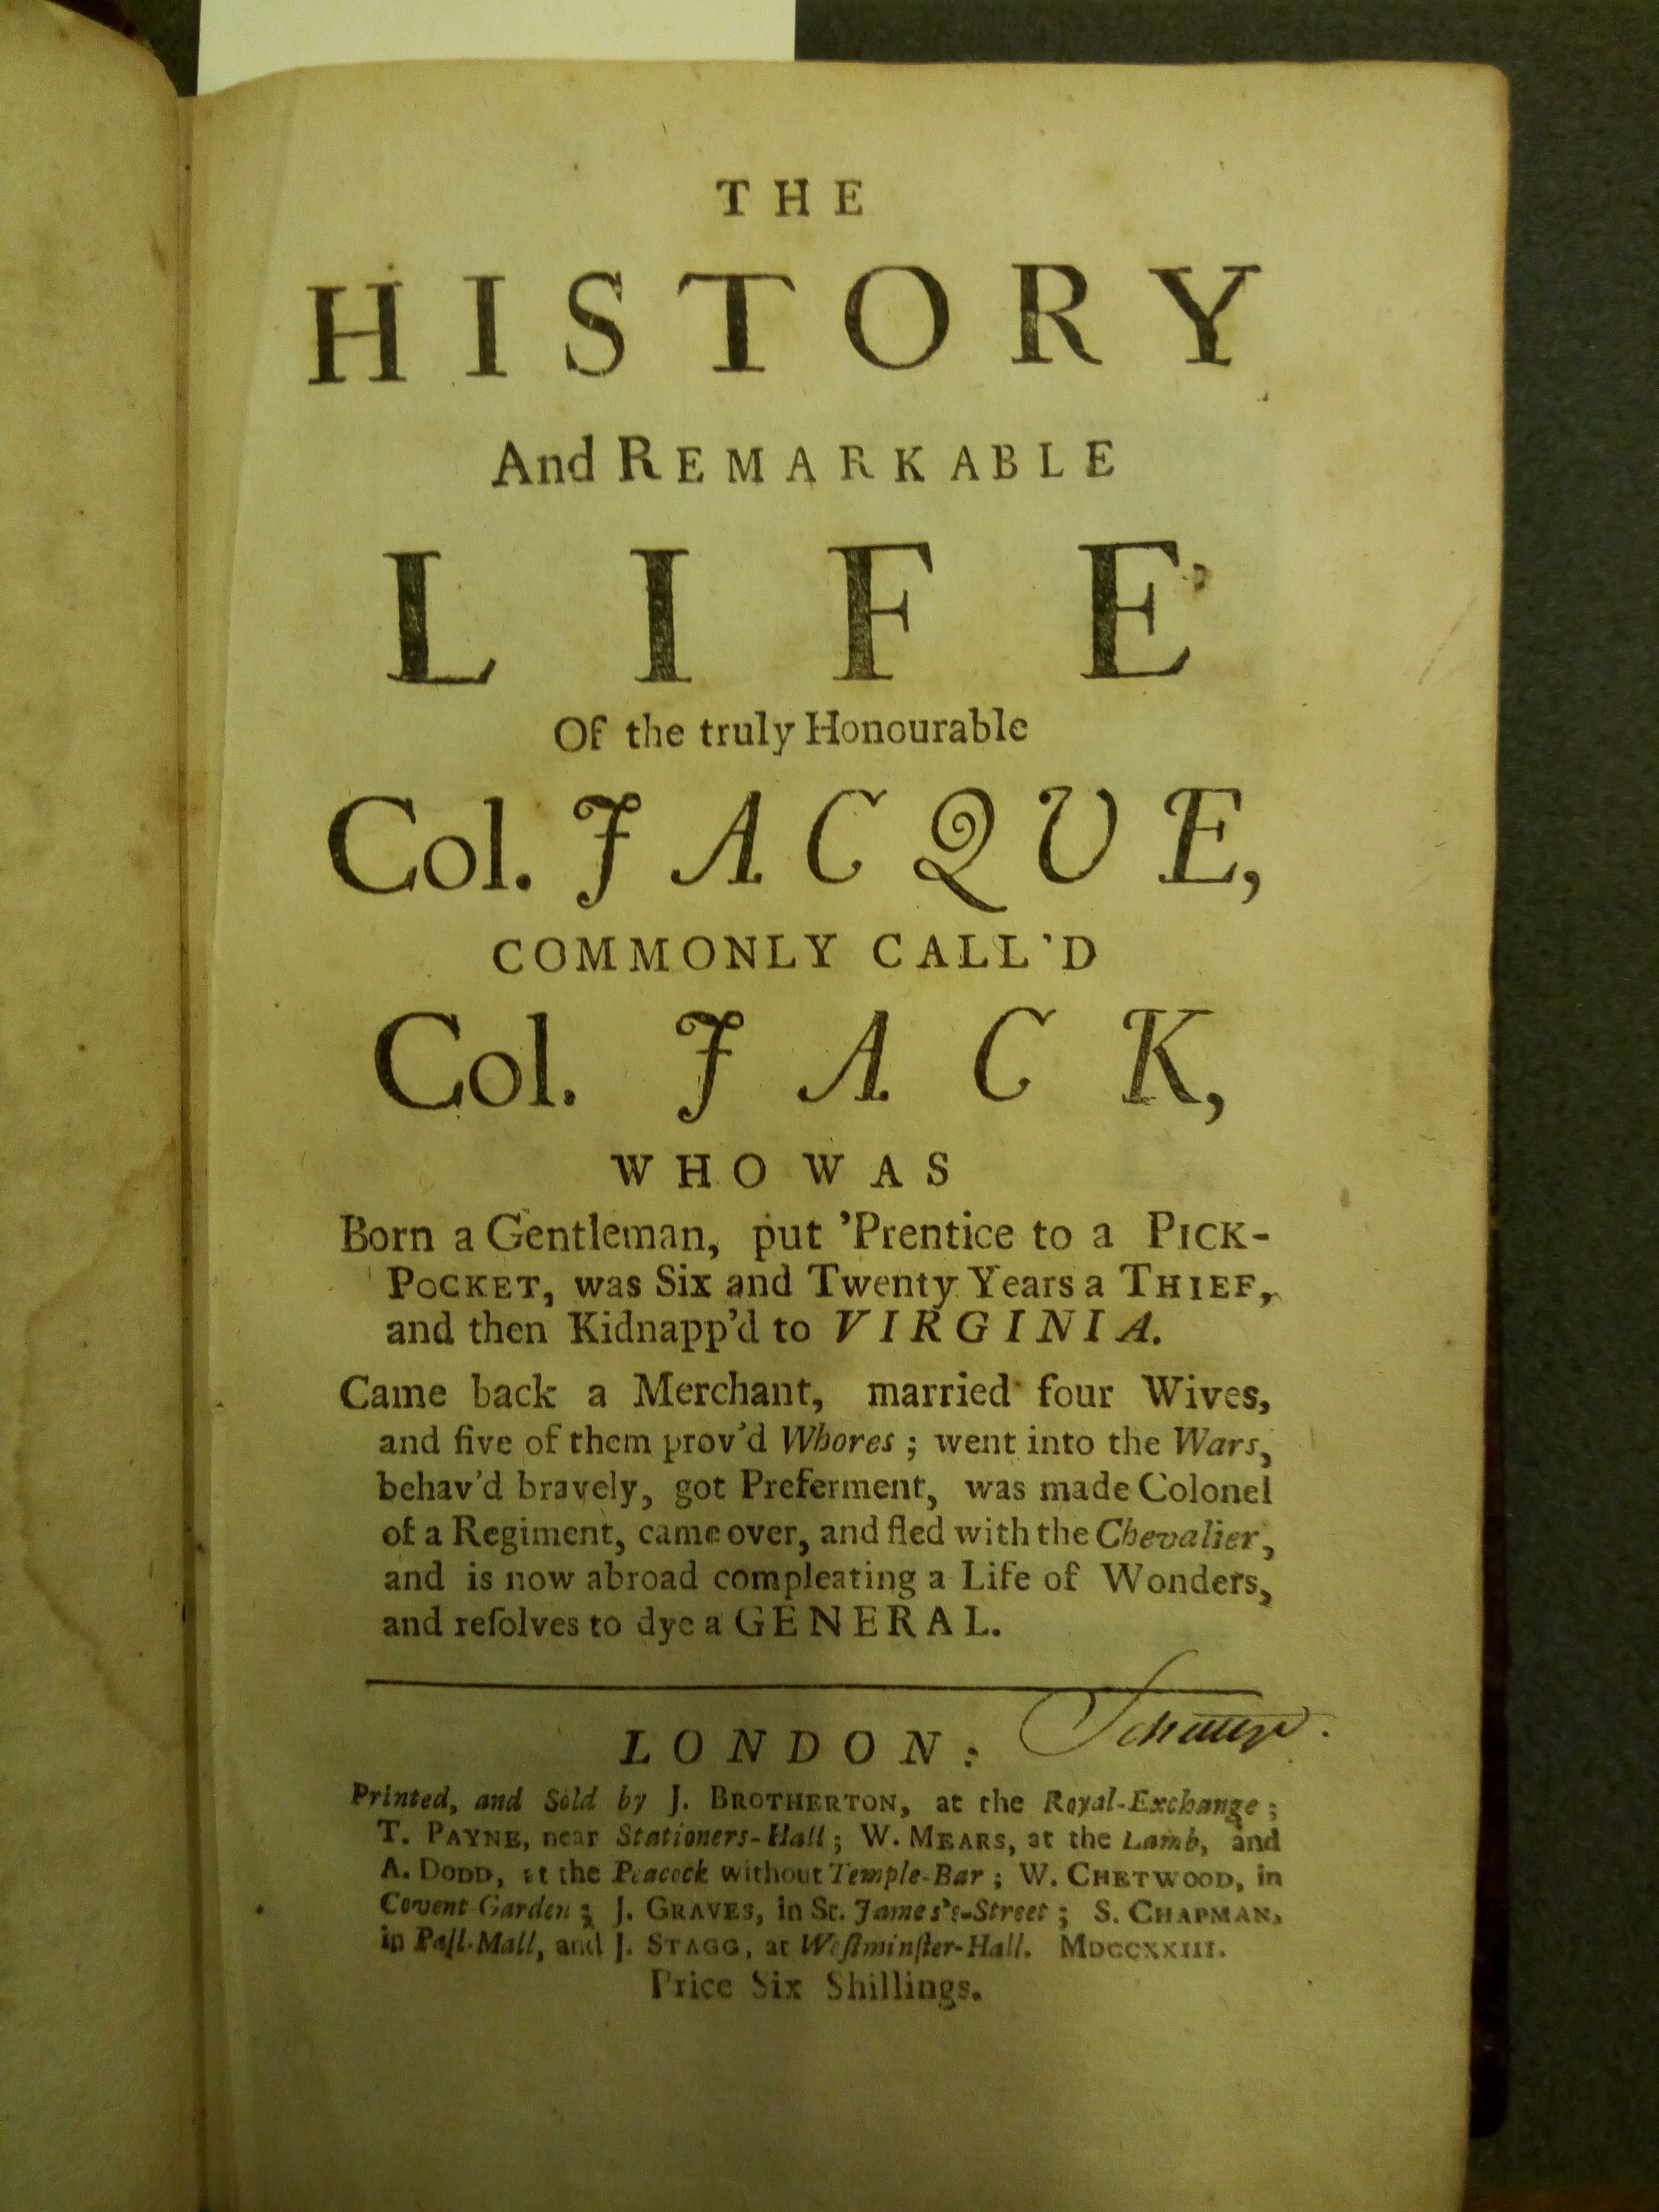 THE
HISTORY
And REMARKABLE
LIFE
Of the truly Honourable
Col. JACQUE,
COMMONLY CALL'D
Col. JACK,
WHO WAS
Born a Gentleman, put 'Prentice to a PICK-
POCKET, was Six and Twenty Years a THIEF,
and then Kidnapp'd to VIRGINIA.
Came back a Merchant, married four Wives,
and five of them prov'd Whores; went into the Wars,
behav'd bravely, got Preferment, was made Colonel
of a Regiment, came over, and fled with the Chevalier,
and is now abroad compleating a Life of Wonders,
and reſolves to dye a GENERAL.
LONDON:
Printed, and Sold by J. BROTHERTON, at the Royal-Exchange;
T. PAYNE, near Stationers-Hall; W. MEARS, at the Lamb, and
A. DODD, at the Peacock without Temple-Bar; W. CHETWOOD, in
Covent Garden; J. GRAVES, in St. James's-Street; S. CHAPMAN,
in Pall-Mall, and J. STAGG, at Weſtminſter-Hall. MDCCXXIII.
Price Six Shillings.